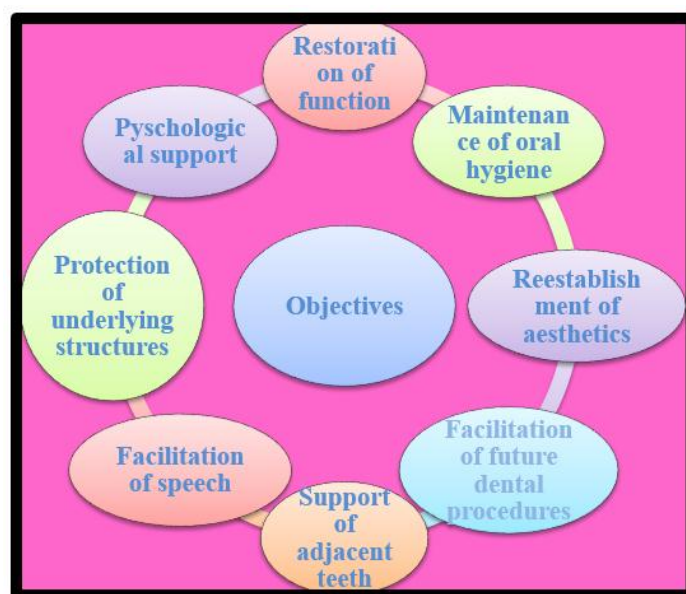 Restorati
on of
function
Maintenan
ce of oral
hygiene
Reestablish
ment of
aesthetics
Facilitation
of future
dental
procedures
Support
of
adjacent
teeth
Facilitation
of speech
Protection
of
underlying
structures
Pyschologic
al support
Objectives